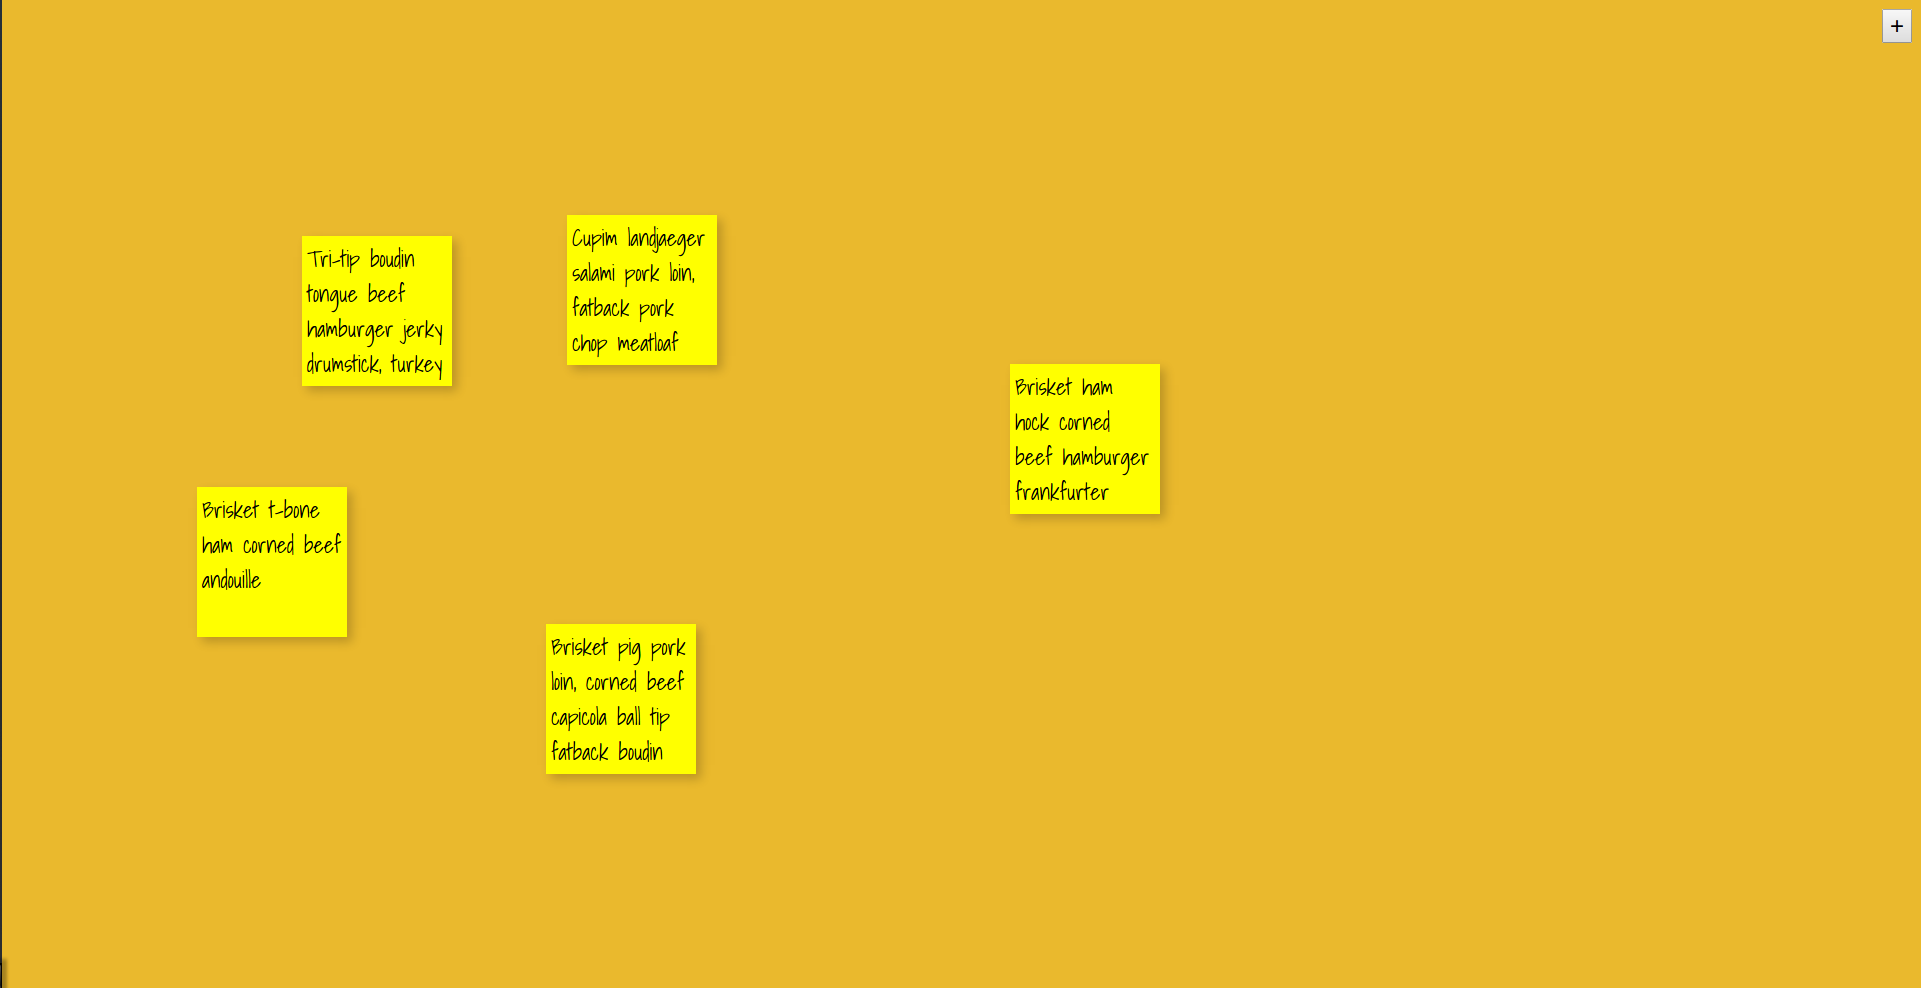 +
Tri-tip boudin
tongue beef
hamburger jerky
drumstick, turkey
Cupim landjaeger
salami pork loin,
fatback pork
chop meatloaf
Brisket ham
hock corned
beef hamburger
frankfurter
Brisket t-bone
ham corned beef
andouille
Brisket pig pork
loin, corned beef
capicola ball tip
fatback boudin